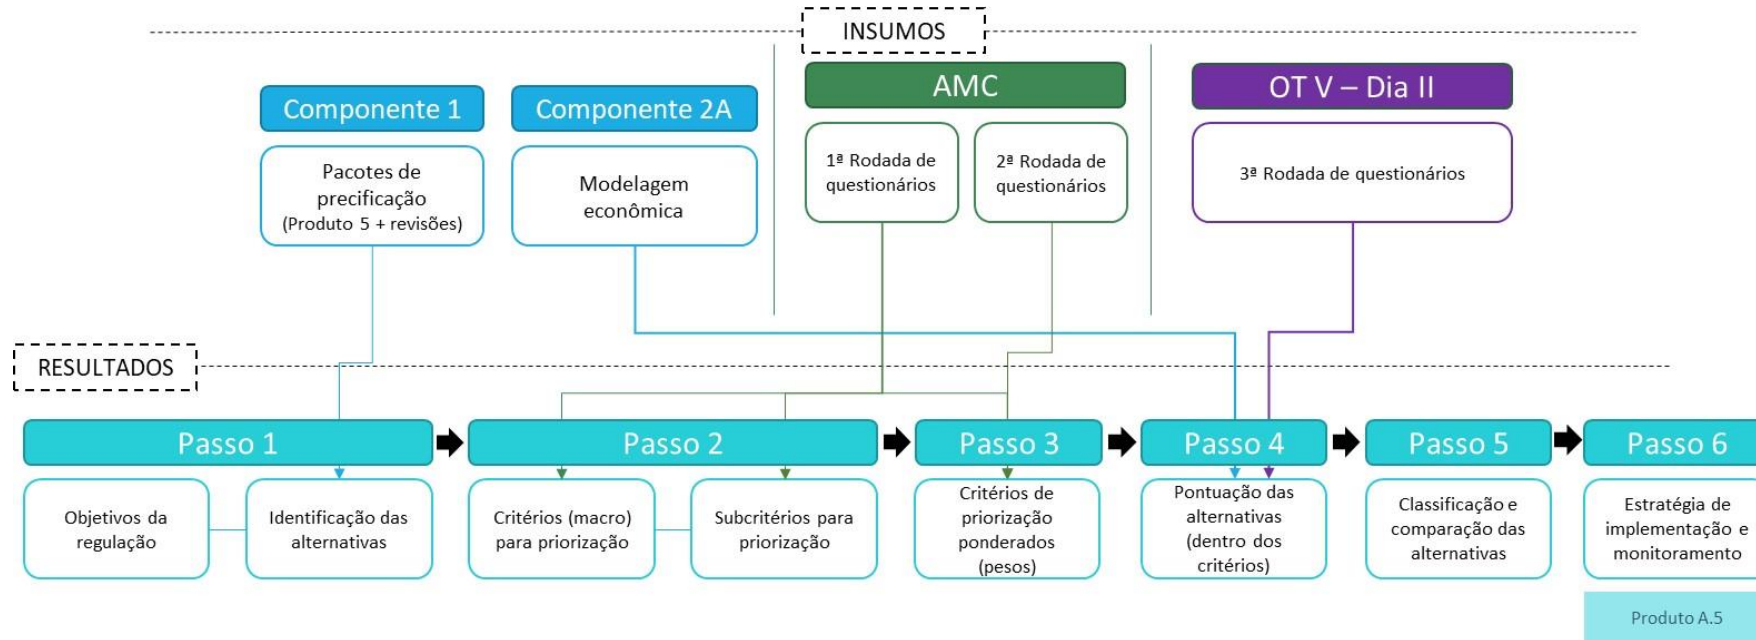 INSUMOS
Componente 1
Pacotes de
precificação
(Produto 5 + revisões)
Componente 2A
Modelagem
econômica
AMC
1ª Rodada de
questionários
2ª Rodada de
questionários
OT V – Dia II
3ª Rodada de questionários
RESULTADOS
Passo 1
Objetivos da
regulação
Identificação das
alternativas
Passo 2
Critérios (macro)
para priorização
Subcritérios para
priorização
Passo 3
Critérios de
priorização
ponderados
(pesos)
Passo 4
Pontuação das
alternativas
(dentro dos
critérios)
Passo 5
Classificação e
comparação das
alternativas
Passo 6
Estratégia de
implementação e
monitoramento
Produto A.5